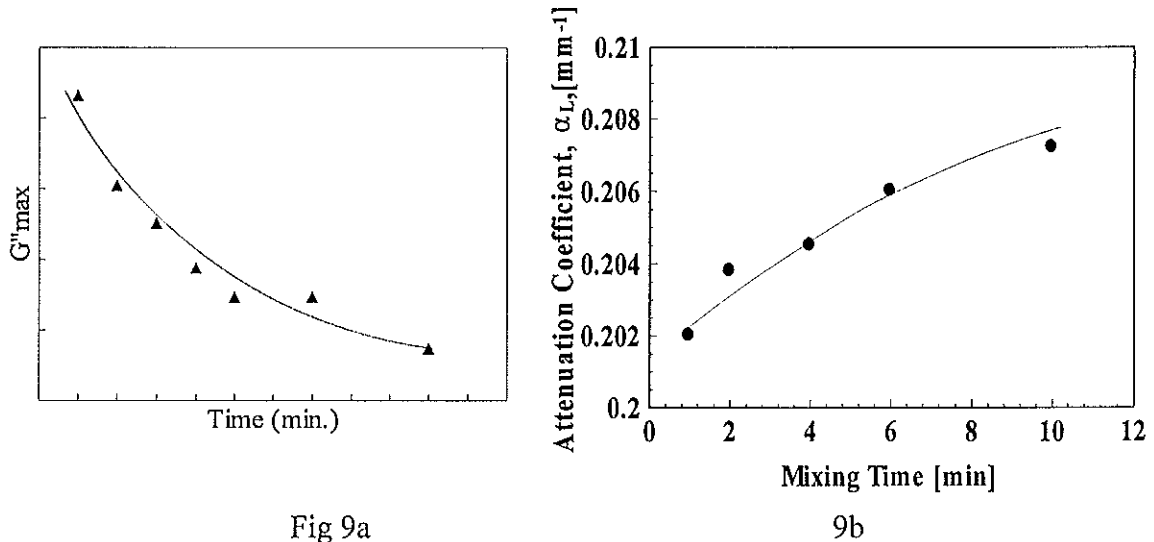 G"max
Time (min.)
Fig 9a
Attenuation Coefficient, α_L,[mm⁻¹]
0.21
0.208
0.206
0.204
0.202
0.2
0
2
4
6
8
10
12
Mixing Time [min]
9b